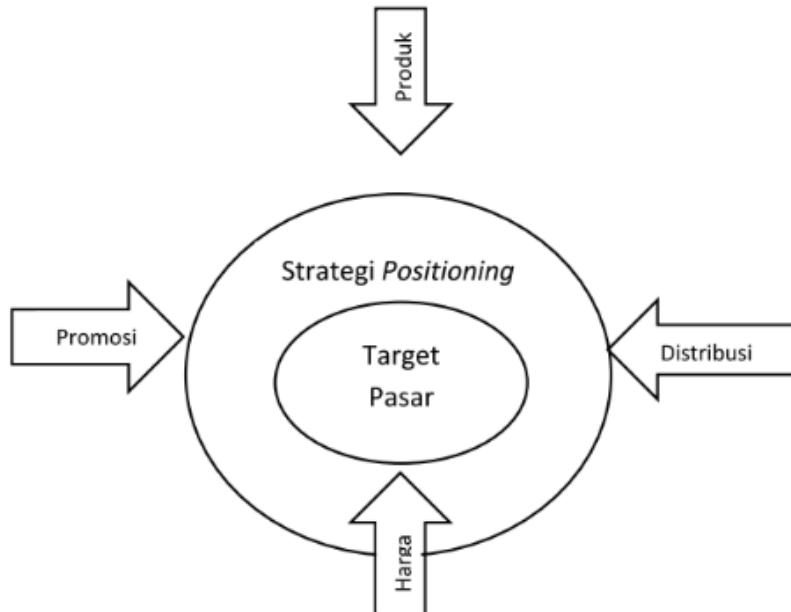 Produk
Strategi Positioning
Promosi
Target
Pasar
Distribusi
Harga